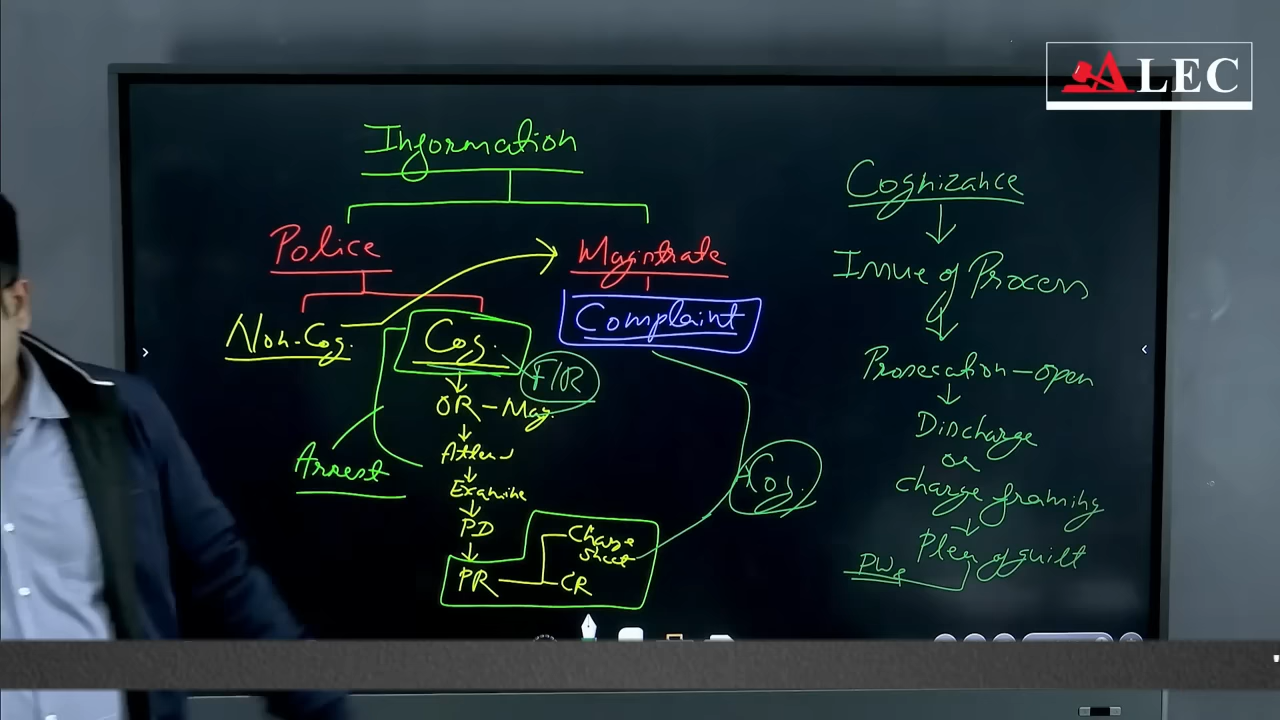 ALEC
Information
Police
Magistrate
Non-Cog.
Cog.
Complaint
FIR
OR - Mag.
Arrest
Examine
PD
Charge
Sheet
PR
CR
Cog.
Cognizance
Issue of Process
Prosecution - open
Discharge
or
charge framing
Plea of guilt
PWs